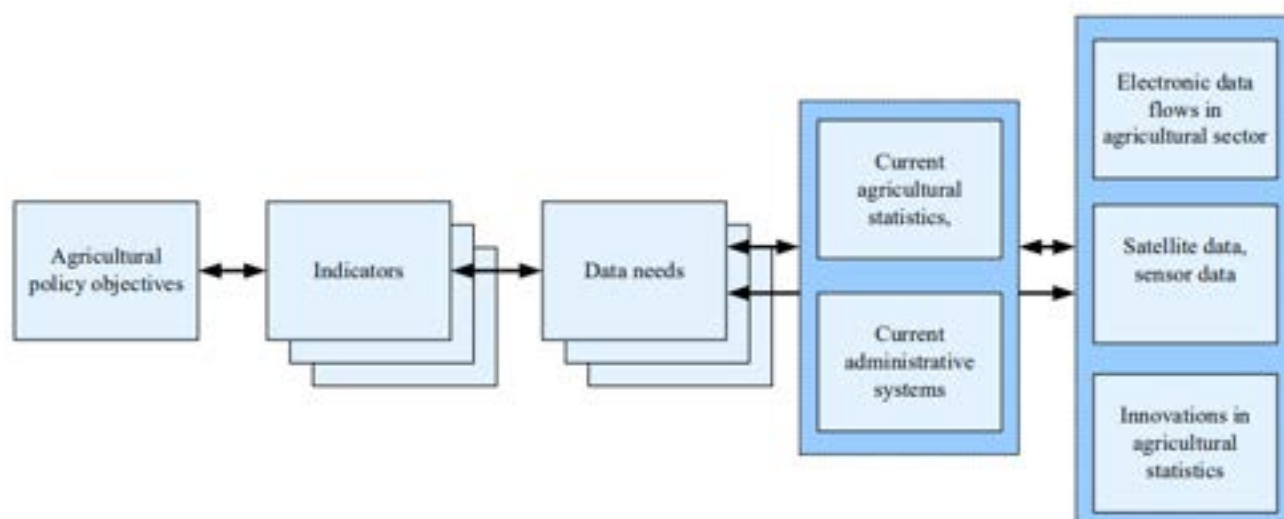 Agricultural
policy objectives
Indicators
Data needs
Current
agricultural
statistics,
Current
administrative
systems
Electronic data
flows in
agricultural sector
Satellite data,
sensor data
Innovations in
agricultural
statistics